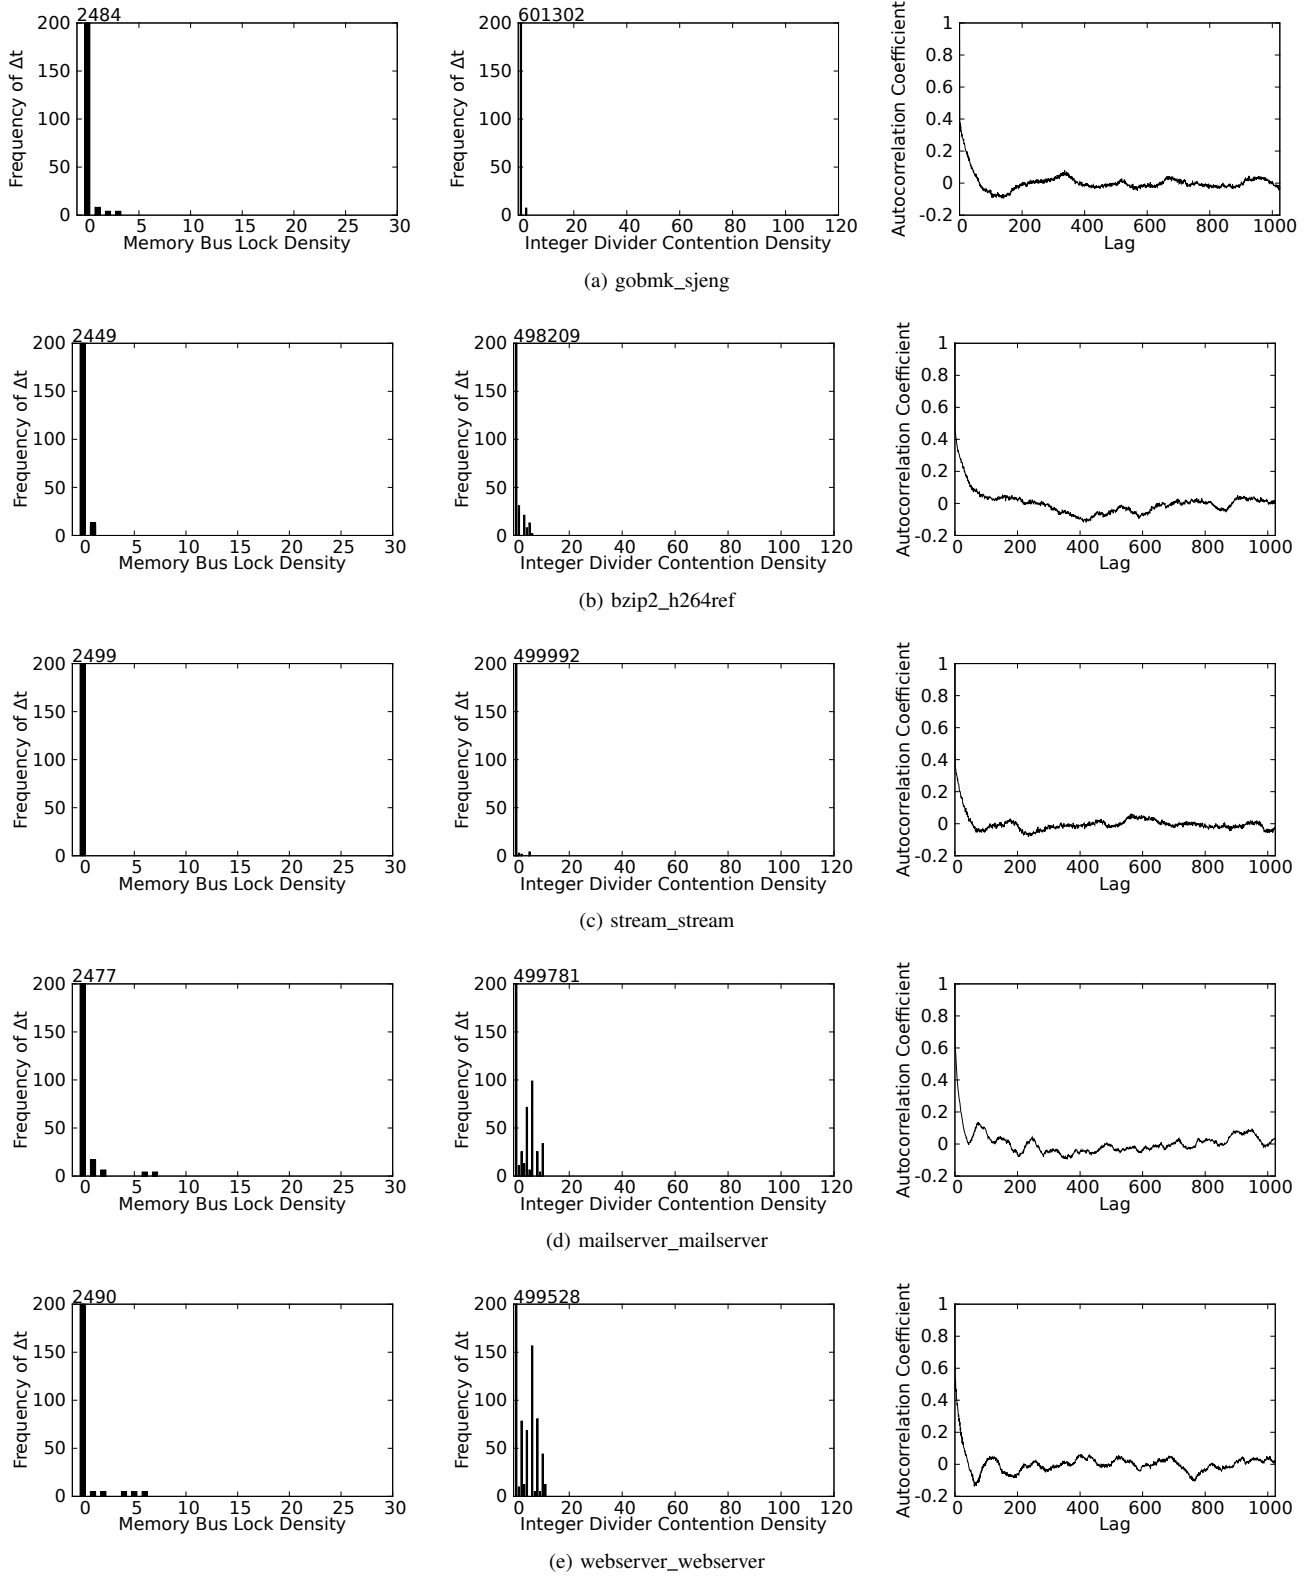 2484
200
150
100
50
0
Frequency of Δt
0 5 10 15 20 25 30
Memory Bus Lock Density
601302
200
150
100
50
0
Frequency of Δt
0 20 40 60 80 100 120
Integer Divider Contention Density
1
0.8
0.6
0.4
0.2
0
-0.2
Autocorrelation Coefficient
0 200 400 600 800 1000
Lag
(a) gobmk_sjeng
2449
200
150
100
50
0
Frequency of Δt
0 5 10 15 20 25 30
Memory Bus Lock Density
498209
200
150
100
50
0
Frequency of Δt
0 20 40 60 80 100 120
Integer Divider Contention Density
1
0.8
0.6
0.4
0.2
0
-0.2
Autocorrelation Coefficient
0 200 400 600 800 1000
Lag
(b) bzip2_h264ref
2499
200
150
100
50
0
Frequency of Δt
0 5 10 15 20 25 30
Memory Bus Lock Density
499992
200
150
100
50
0
Frequency of Δt
0 20 40 60 80 100 120
Integer Divider Contention Density
1
0.8
0.6
0.4
0.2
0
-0.2
Autocorrelation Coefficient
0 200 400 600 800 1000
Lag
(c) stream_stream
2477
200
150
100
50
0
Frequency of Δt
0 5 10 15 20 25 30
Memory Bus Lock Density
499781
200
150
100
50
0
Frequency of Δt
0 20 40 60 80 100 120
Integer Divider Contention Density
1
0.8
0.6
0.4
0.2
0
-0.2
Autocorrelation Coefficient
0 200 400 600 800 1000
Lag
(d) mailserver_mailserver
2490
200
150
100
50
0
Frequency of Δt
0 5 10 15 20 25 30
Memory Bus Lock Density
499528
200
150
100
50
0
Frequency of Δt
0 20 40 60 80 100 120
Integer Divider Contention Density
1
0.8
0.6
0.4
0.2
0
-0.2
Autocorrelation Coefficient
0 200 400 600 800 1000
Lag
(e) webserver_webserver